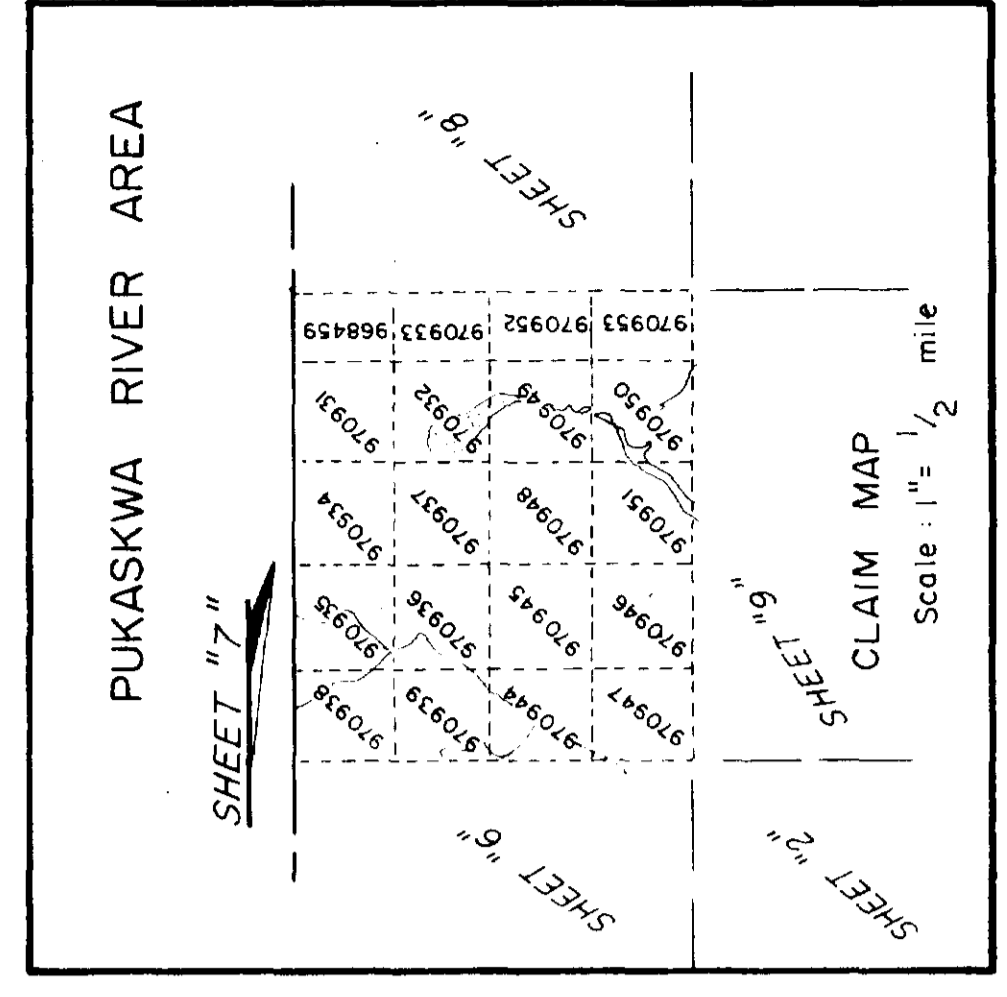 PUKASKWA RIVER AREA
SHEET "7"
SHEET "8"
968459 970933 970952 970953
970931 970932 970949 970950
970934 970937 970948 970951
970935 970936 970945 970946
970938 970939 970944 970947
SHEET "6"
SHEET "9"
SHEET "2"
CLAIM MAP
Scale : 1" = 1/2 mile